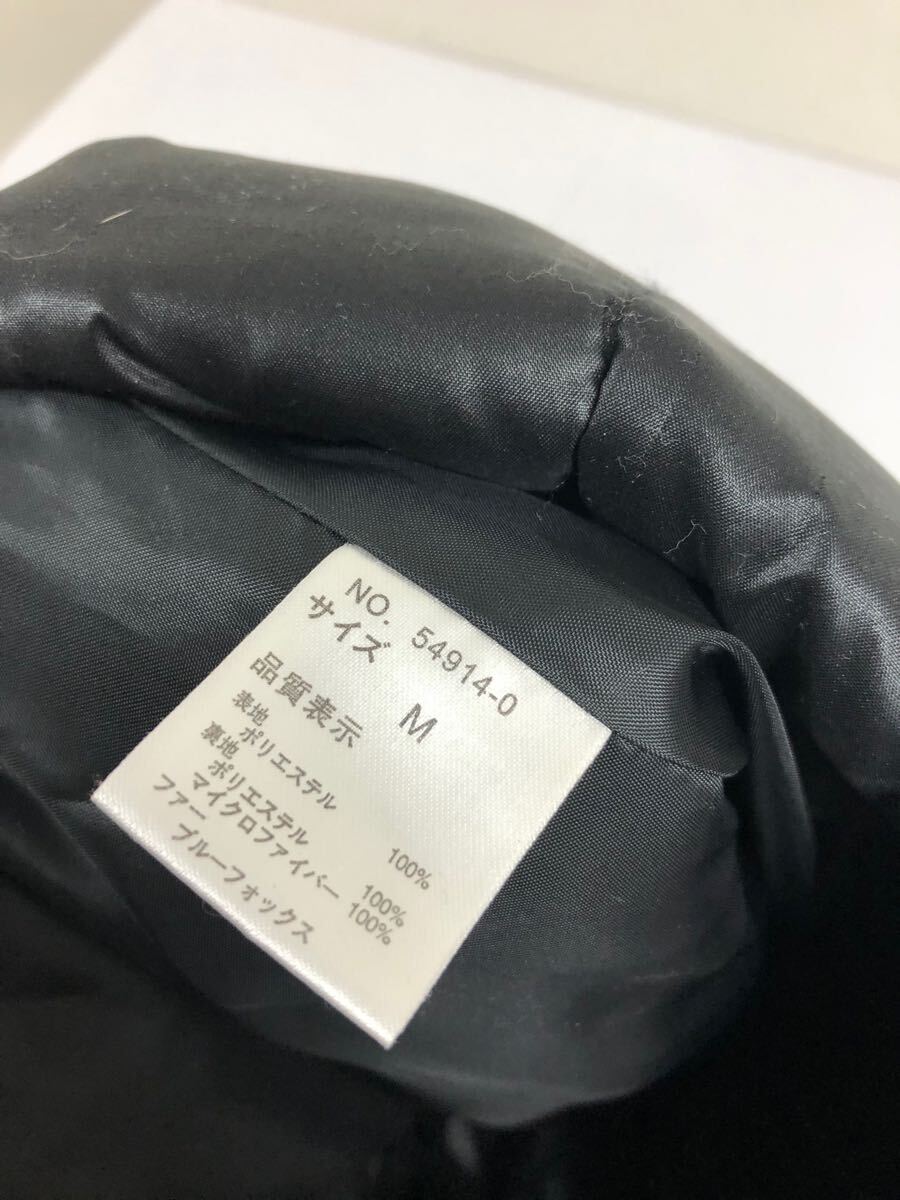 NO. 54914-0
サイズ M
品質表示
表地 ポリエステル 100%
裏地 ポリエステル 100%
マイクロファイバー 100%
ファー
ブルーフォックス